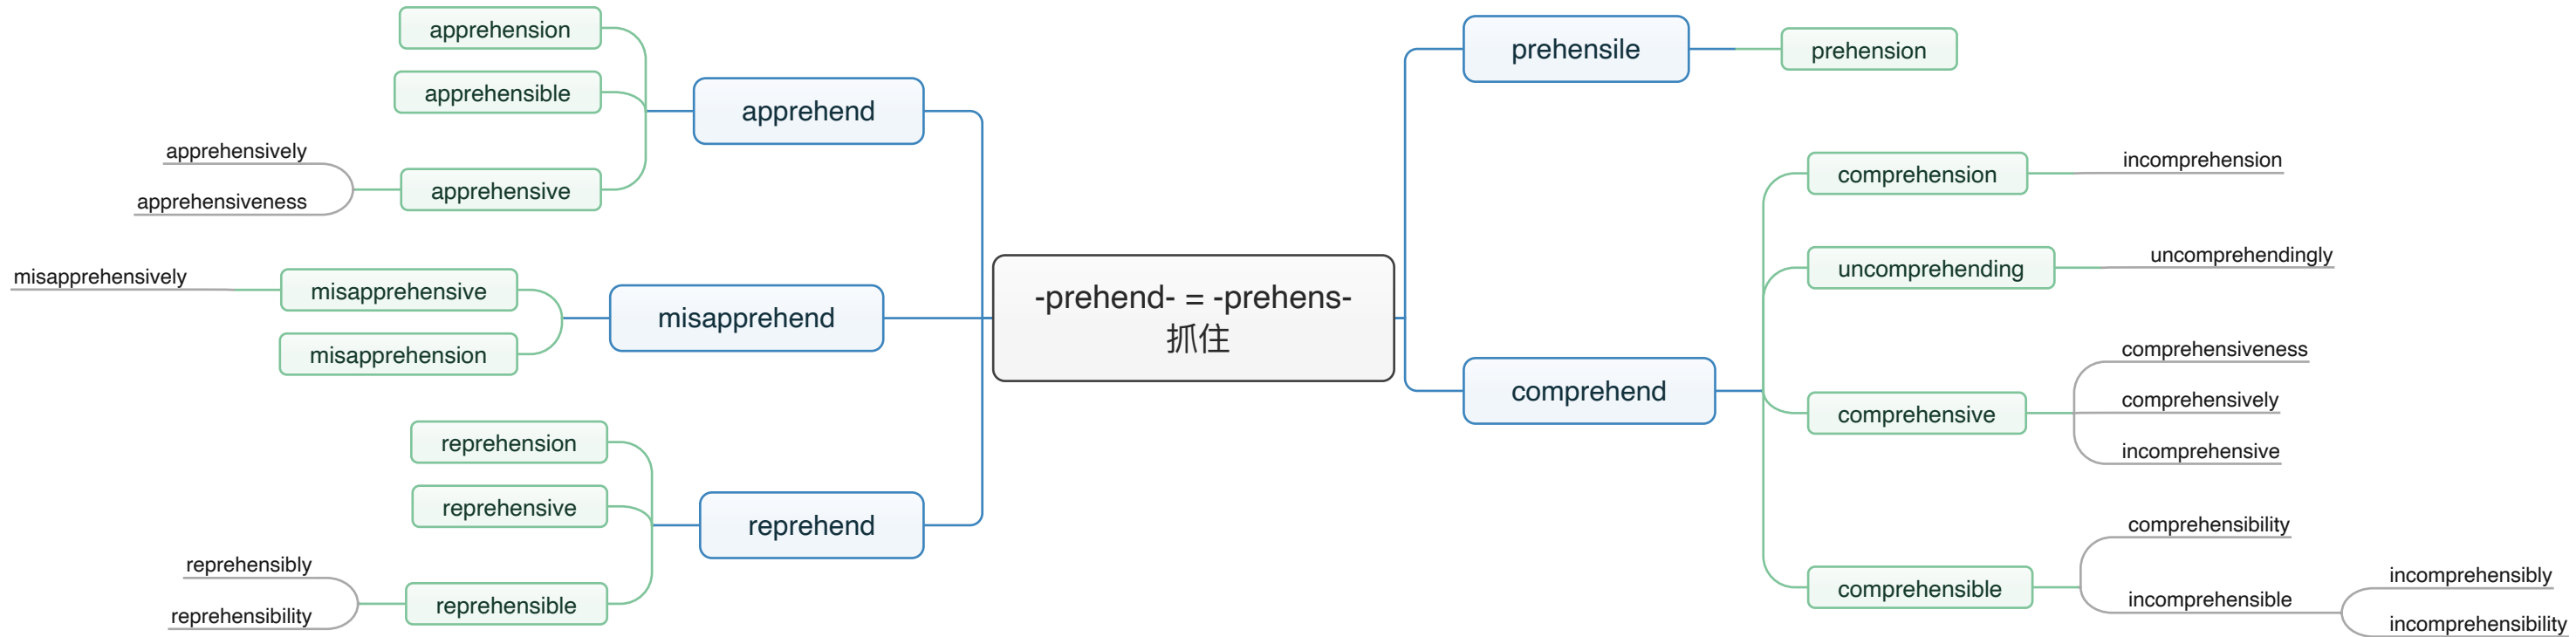 apprehension
apprehensible
apprehend
apprehensively
apprehensiveness
apprehensive
misapprehensively
misapprehensive
misapprehension
misapprehend
reprehension
reprehensive
reprehend
reprehensibly
reprehensibility
reprehensible
-prehend- = -prehens-
抓住
prehensile
prehension
comprehend
comprehension
incomprehension
uncomprehending
uncomprehendingly
comprehensive
comprehensiveness
comprehensively
incomprehensive
comprehensible
comprehensibility
incomprehensible
incomprehensibly
incomprehensibility